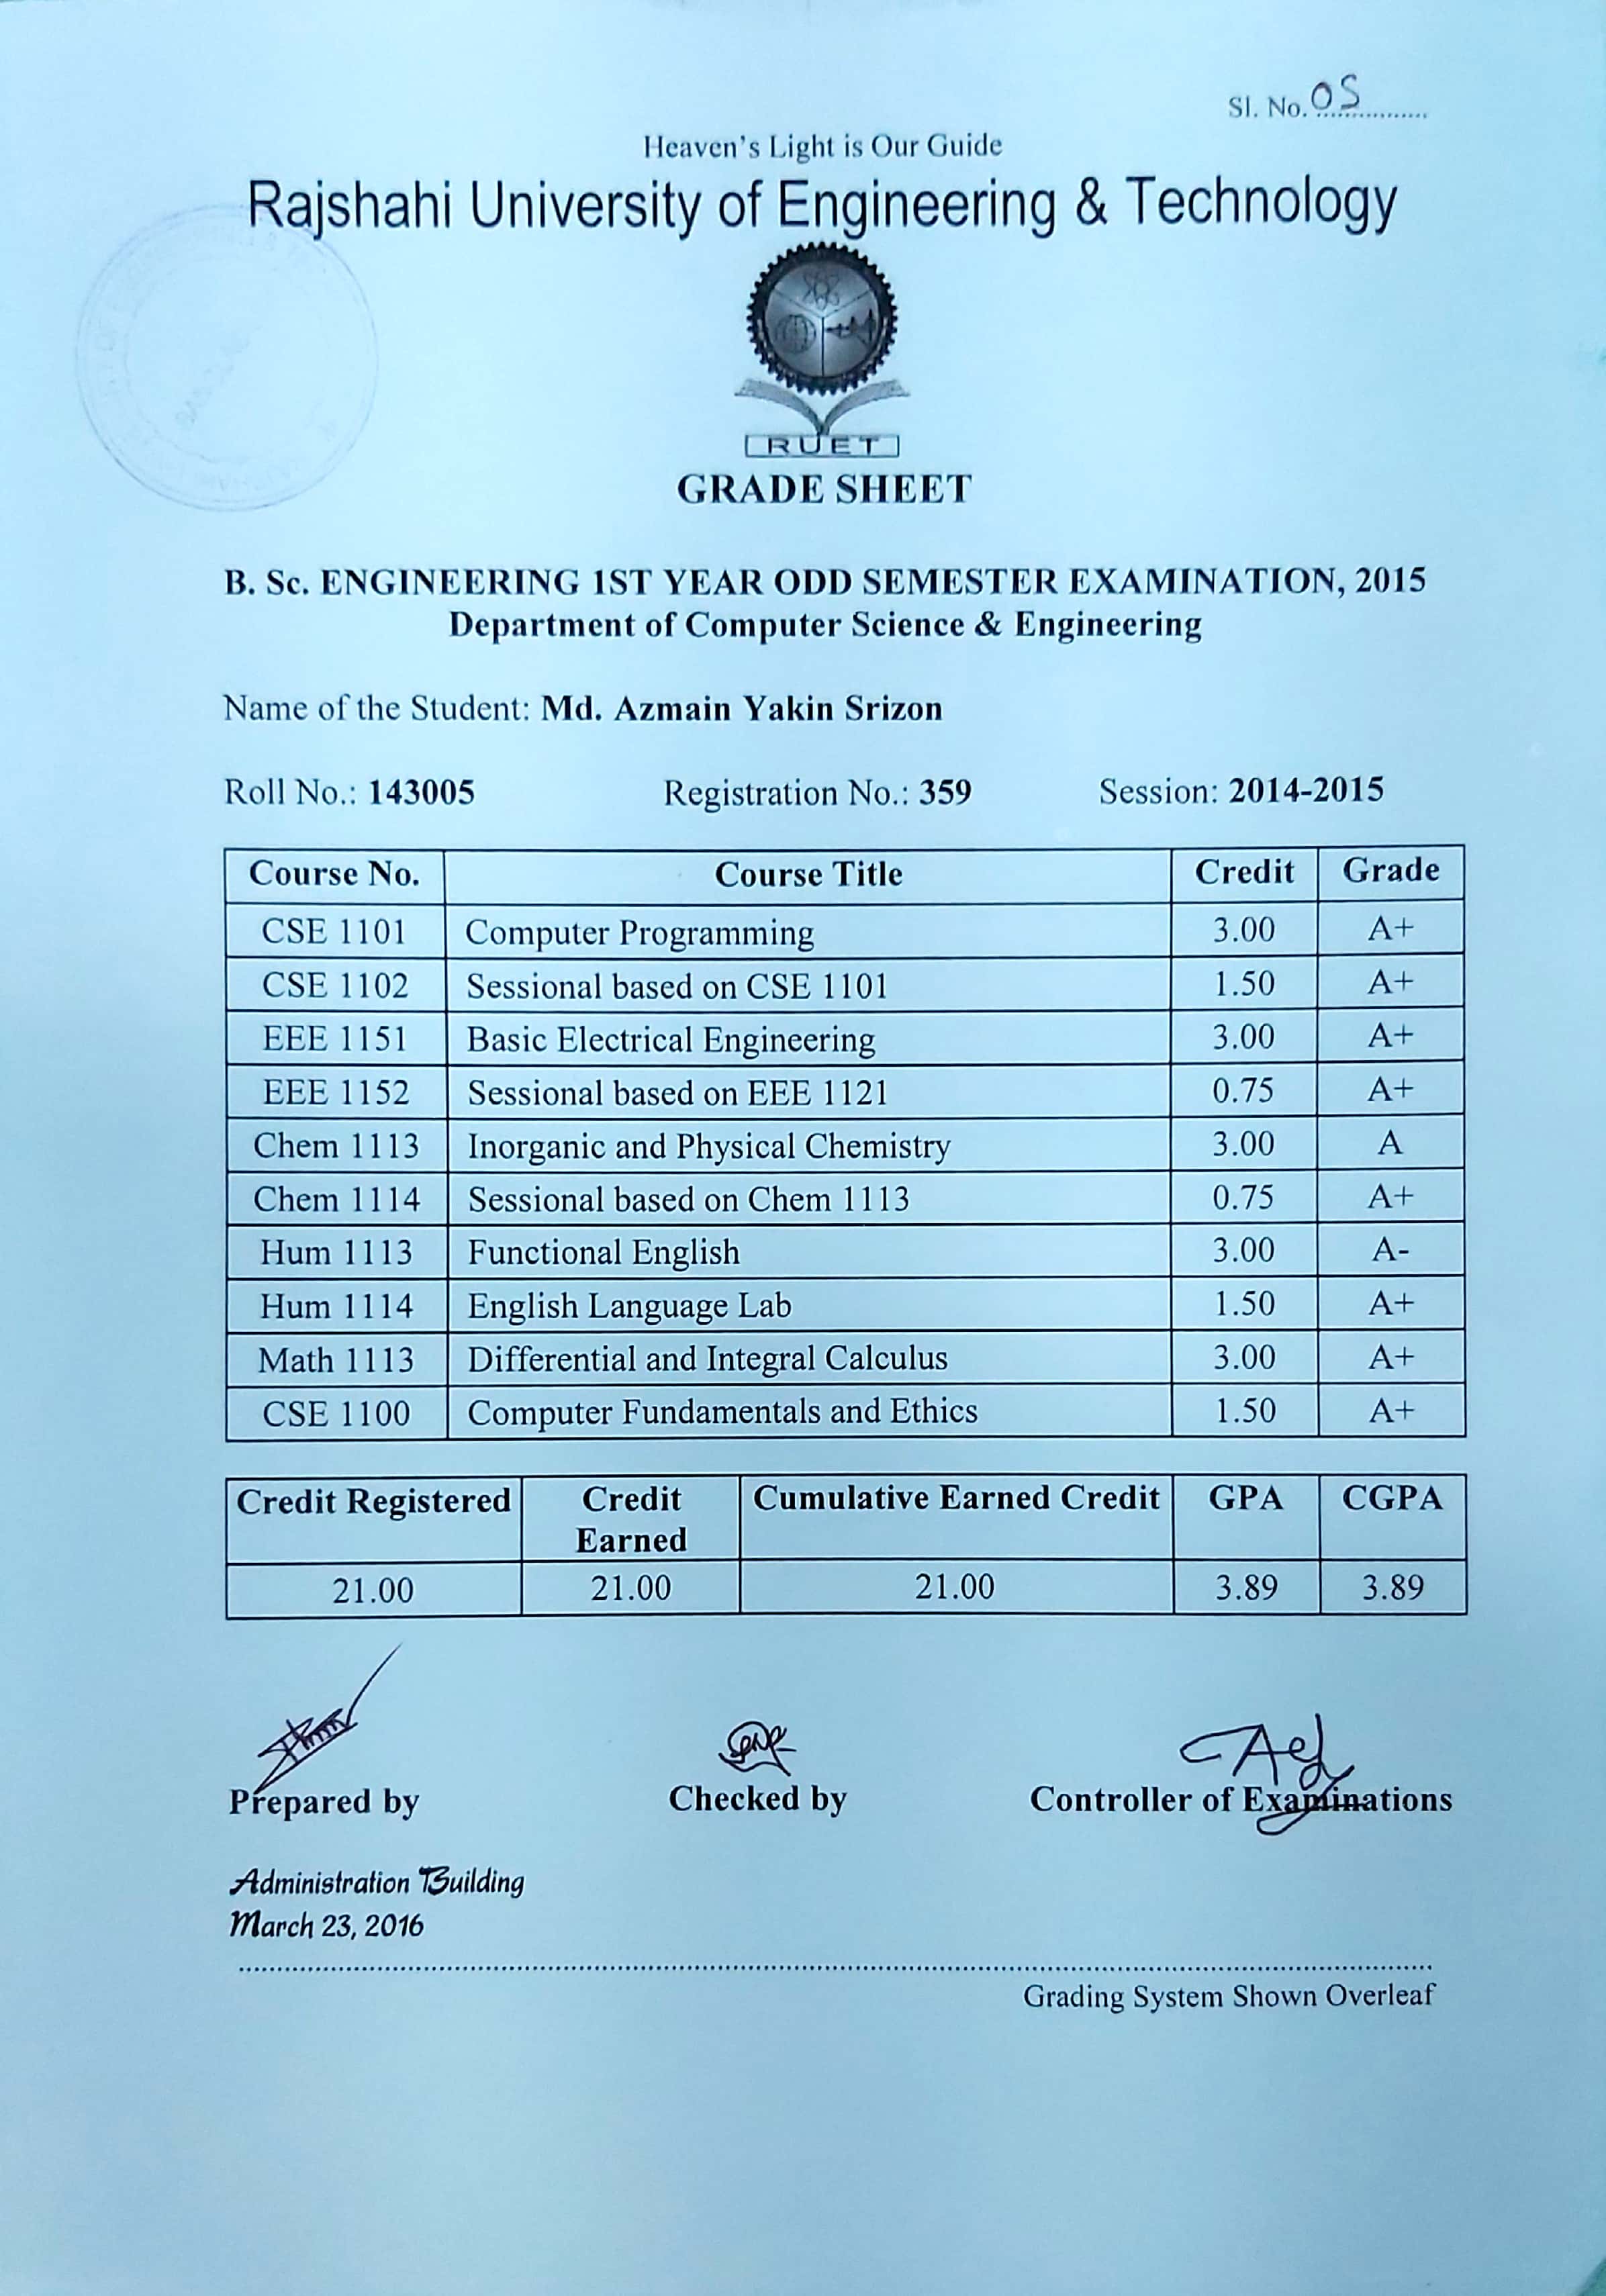 Sl. No. 05
Heaven's Light is Our Guide
Rajshahi University of Engineering & Technology
RUET
GRADE SHEET
B. Sc. ENGINEERING 1ST YEAR ODD SEMESTER EXAMINATION, 2015
Department of Computer Science & Engineering
Name of the Student: Md. Azmain Yakin Srizon
Roll No.: 143005 Registration No.: 359 Session: 2014-2015
Course No. Course Title Credit Grade
CSE 1101 Computer Programming 3.00 A+
CSE 1102 Sessional based on CSE 1101 1.50 A+
EEE 1151 Basic Electrical Engineering 3.00 A+
EEE 1152 Sessional based on EEE 1121 0.75 A+
Chem 1113 Inorganic and Physical Chemistry 3.00 A
Chem 1114 Sessional based on Chem 1113 0.75 A+
Hum 1113 Functional English 3.00 A-
Hum 1114 English Language Lab 1.50 A+
Math 1113 Differential and Integral Calculus 3.00 A+
CSE 1100 Computer Fundamentals and Ethics 1.50 A+
Credit Registered Credit Earned Cumulative Earned Credit GPA CGPA
21.00 21.00 21.00 3.89 3.89
Prepared by Checked by Controller of Examinations
Administration Building
March 23, 2016
Grading System Shown Overleaf